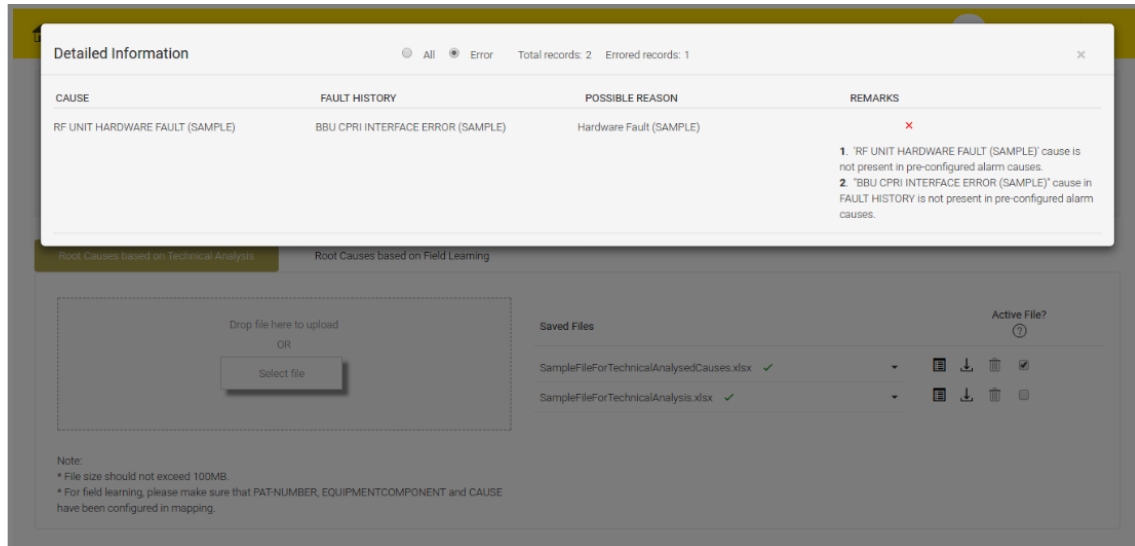 Detailed Information
All Error Total records: 2 Errored records: 1
×
CAUSE FAULT HISTORY POSSIBLE REASON REMARKS
RF UNIT HARDWARE FAULT (SAMPLE) BBU CPRI INTERFACE ERROR (SAMPLE) Hardware Fault (SAMPLE)
1. 'RF UNIT HARDWARE FAULT (SAMPLE)' cause is
not present in pre-configured alarm causes.
2. "BBU CPRI INTERFACE ERROR (SAMPLE)" cause in
FAULT HISTORY is not present in pre-configured alarm
causes.
Root Causes based on Technical Analysis Root Causes based on Field Learning
Drop file here to upload
OR
Select file
Saved Files
Active File?
?
SampleFileForTechnicalAnalysedCauses.xlsx
SampleFileForTechnicalAnalysis.xlsx
Note:
* File size should not exceed 100MB.
* For field learning, please make sure that PAT-NUMBER, EQUIPMENTCOMPONENT and CAUSE
have been configured in mapping.